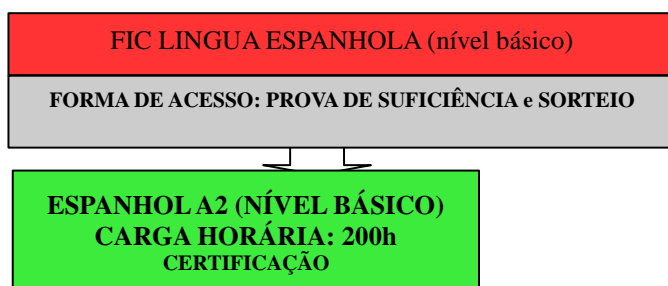 FIC LINGUA ESPANHOLA (nível básico)
FORMA DE ACESSO: PROVA DE SUFICIÊNCIA e SORTEIO
ESPANHOL A2 (NÍVEL BÁSICO)
CARGA HORÁRIA: 200h
CERTIFICAÇÃO